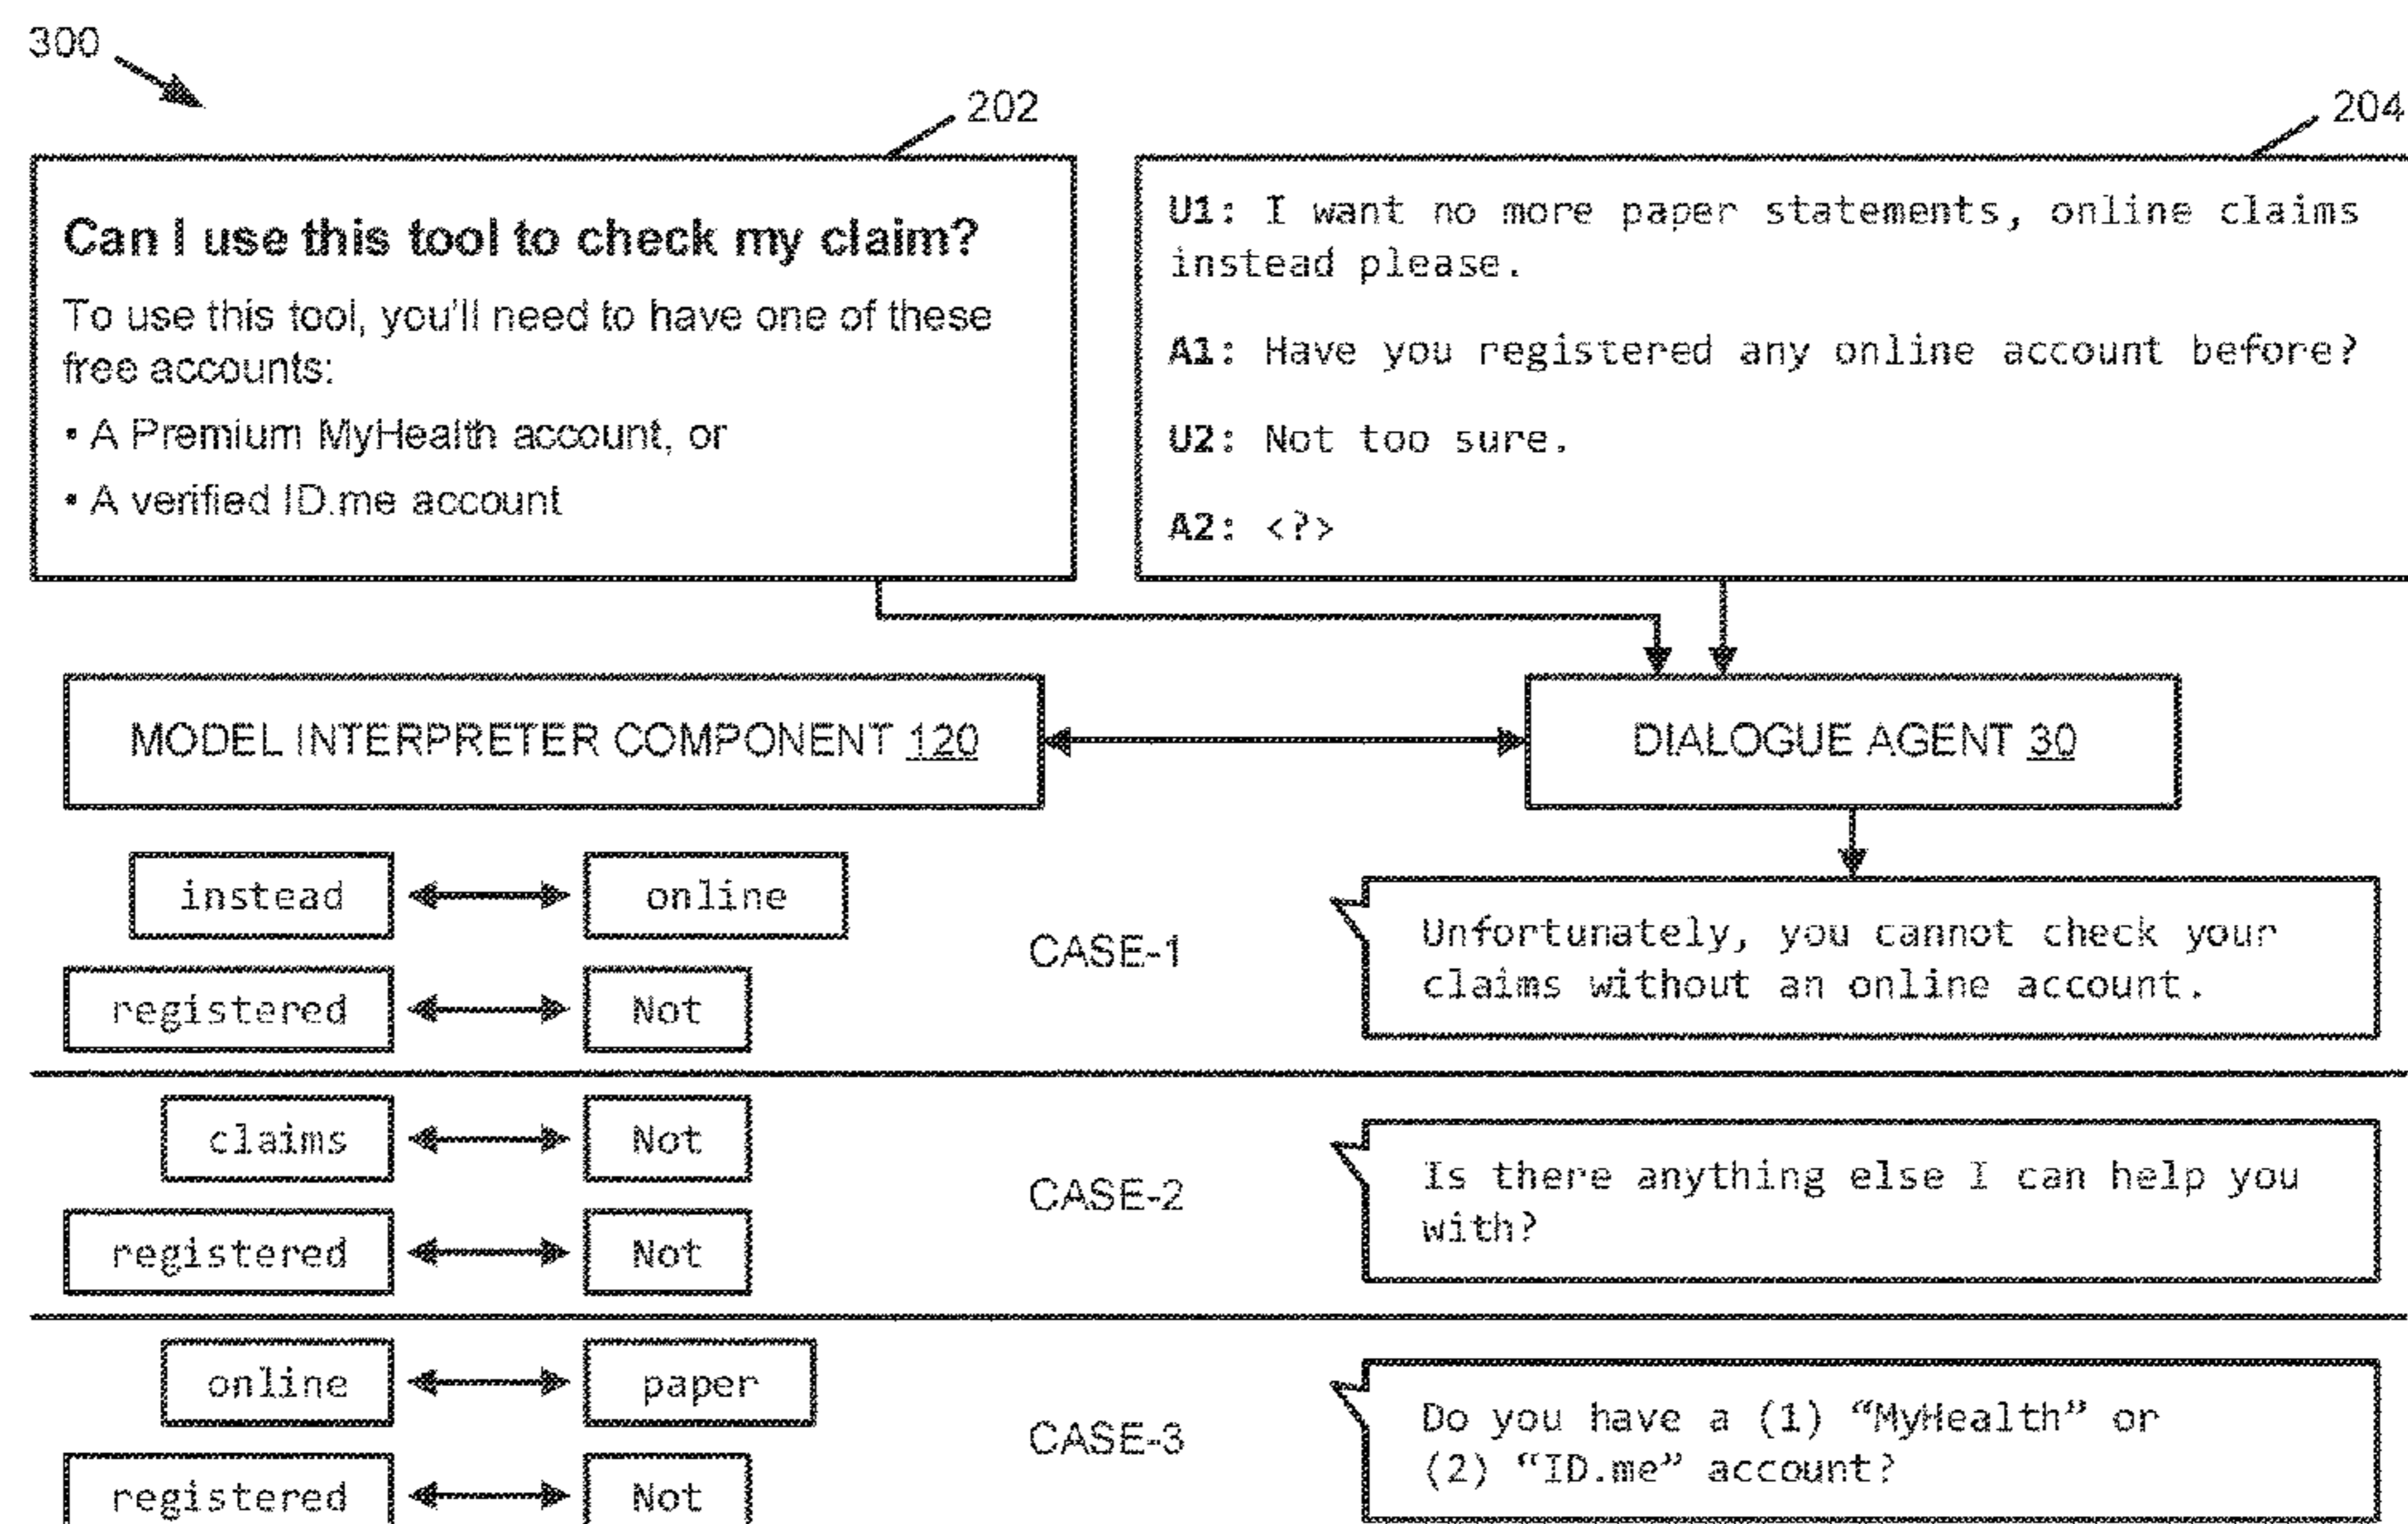 300
202
204
Can I use this tool to check my claim?
To use this tool, you'll need to have one of these
free accounts:
• A Premium MyHealth account, or
• A verified ID.me account
U1: I want no more paper statements, online claims
instead please.
A1: Have you registered any online account before?
U2: Not too sure.
A2: <?>
MODEL INTERPRETER COMPONENT 120
DIALOGUE AGENT 30
instead
online
registered
Not
CASE-1
Unfortunately, you cannot check your
claims without an online account.
claims
Not
registered
Not
CASE-2
Is there anything else I can help you
with?
online
paper
registered
Not
CASE-3
Do you have a (1) “MyHealth” or
(2) “ID.me” account?